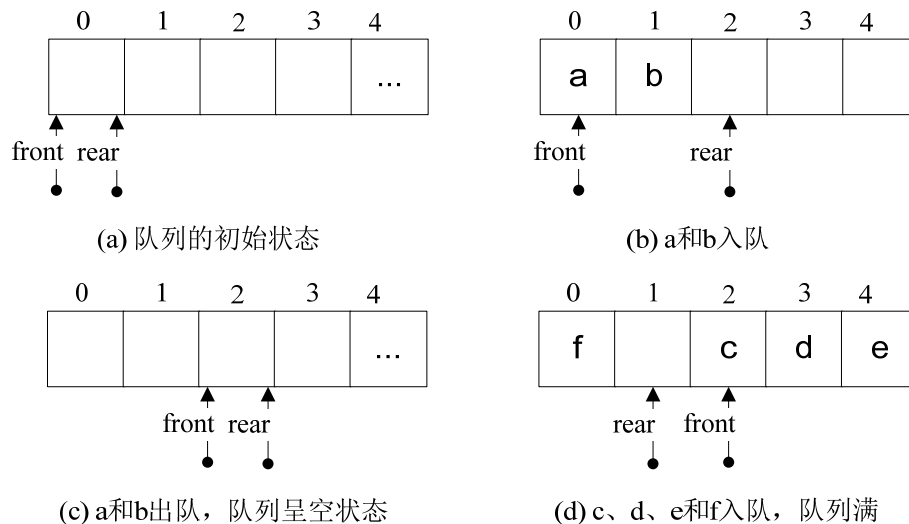 0 1 2 3 4
...
front rear
(a) 队列的初始状态
0 1 2 3 4
a b
front rear
(b) a和b入队
0 1 2 3 4
...
front rear
(c) a和b出队，队列呈空状态
0 1 2 3 4
f c d e
rear front
(d) c、d、e和f入队，队列满